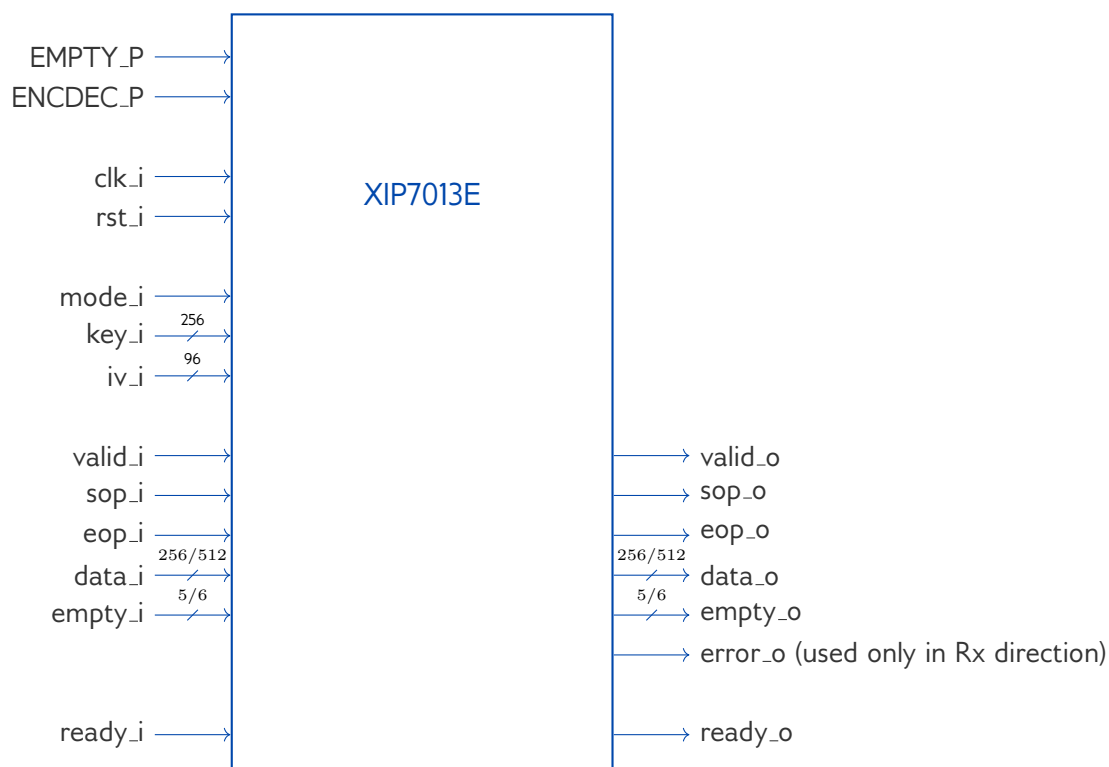 EMPTY_P
ENCDEC_P
clk_i
rst_i
XIP7013E
mode_i
256
key_i
96
iv_i
valid_i
sop_i
eop_i
256/512
data_i
5/6
empty_i
ready_i
valid_o
sop_o
eop_o
256/512
data_o
5/6
empty_o
error_o (used only in Rx direction)
ready_o